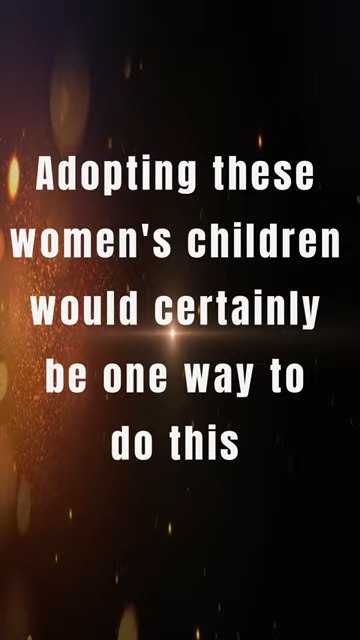 Adopting these
women's children
would certainly
be one way to
do this